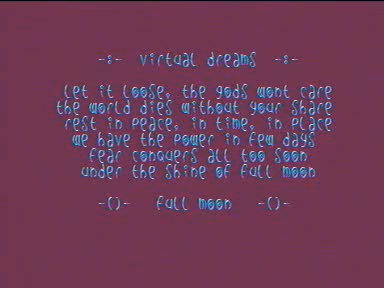 -:- virtual dreams -:-
let it loose, the gods wont care
the world dies without your share
rest in peace, in time, in place
we have the power in few days
fear conquers all too soon
under the shine of full moon
-()- full moon -()-